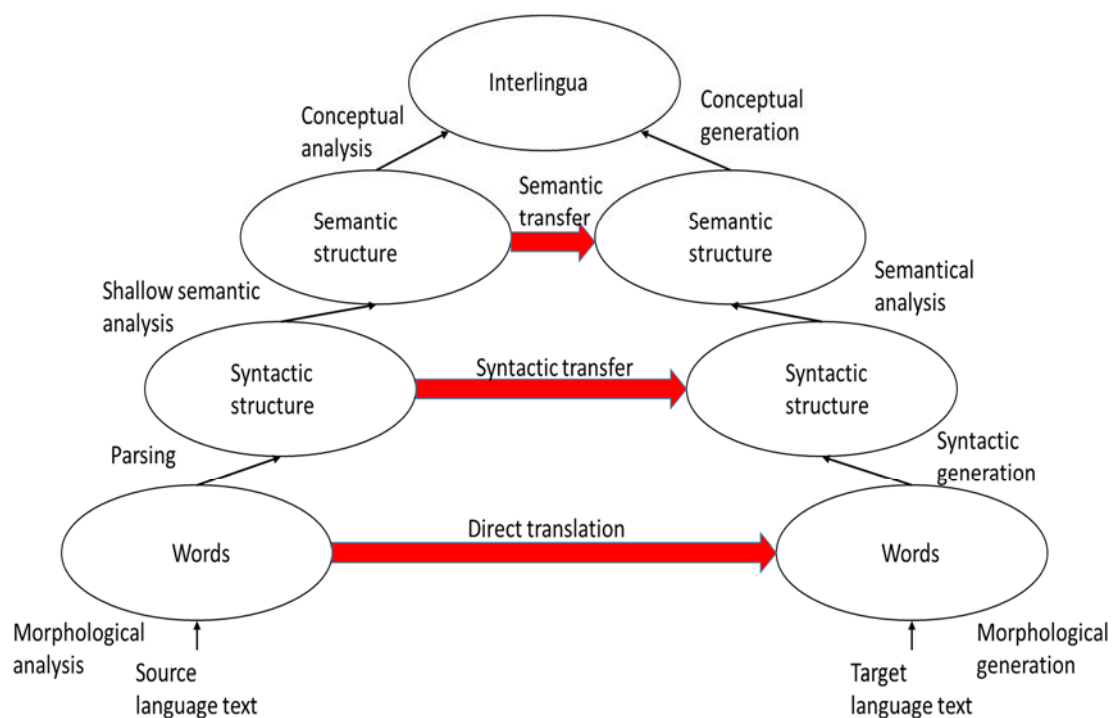 Interlingua
Conceptual
analysis
Conceptual
generation
Semantic
transfer
Semantic
structure
Semantic
structure
Shallow semantic
analysis
Semantical
analysis
Syntactic
structure
Syntactic transfer
Syntactic
structure
Parsing
Syntactic
generation
Words
Direct translation
Words
Morphological
analysis
Source
language text
Target
language text
Morphological
generation